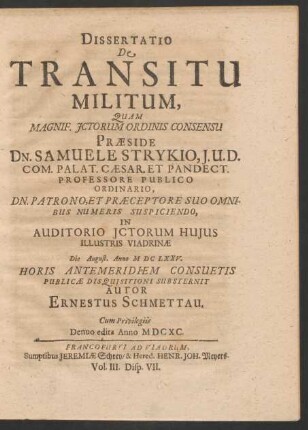 DISSERTATIO
De
TRANSITU
MILITUM,
QUAM
MAGNIF. JCTORUM ORDINIS CONSENSU
PRÆSIDE
DN. SAMUELE STRYKIO, J.U.D.
COM. PALAT. CÆSAR. ET PANDECT.
PROFESSORE PUBLICO
ORDINARIO,
DN. PATRONO, ET PRÆCEPTORE SUO OMNI-
BUS NUMERIS SUSPICIENDO,
IN
AUDITORIO JCTORUM HUJUS
ILLUSTRIS VIADRINÆ
Die August. Anno M DC LXXV.
HORIS ANTEMERIDIEM CONSUETIS
PUBLICÆ DISQUISITIONI SUBSTERNIT
AUTOR
ERNESTUS SCHMETTAU.
Cum Privilegiis
Denuo edita Anno MDCXC.
FRANCOFURTI AD VIADRUM.
Sumptibus JEREMIÆ Schrey/ & Hered. HENR. JOH. Meyers-
Vol. III. Disp. VII.